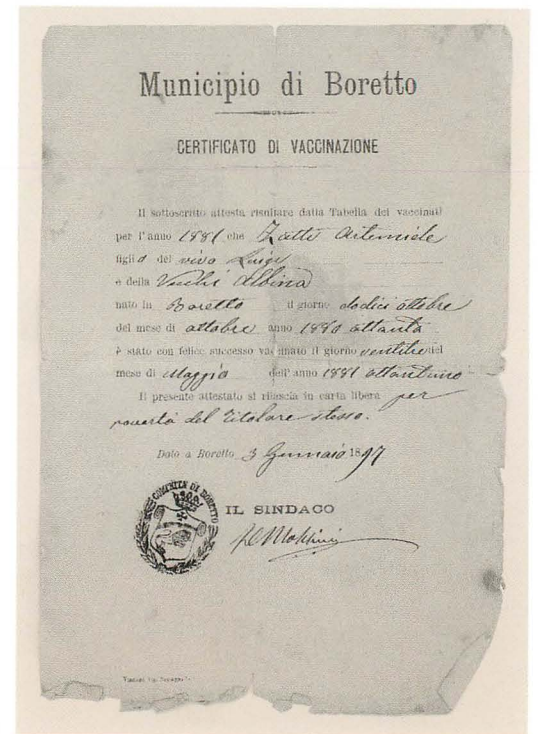 Municipio di Boretto
CERTIFICATO DI VACCINAZIONE
Il sottoscritto attesta risultare dalla Tabella dei vaccinati
per l'anno 1881 che Zatti Artemiele
figlio del vivo Luigi
e della Vecchi Albina
nato in Boretto il giorno dodici ottobre
del mese di ottobre anno 1880 ottanta
è stato con felice successo vaccinato il giorno ventitre del
mese di Maggio dell'anno 1881 ottantuno
Il presente attestato si rilascia in carta libera per
povertà del titolare stesso.
Dato a Boretto 3 Gennaio 1897
COMUNE DI BORETTO
IL SINDACO